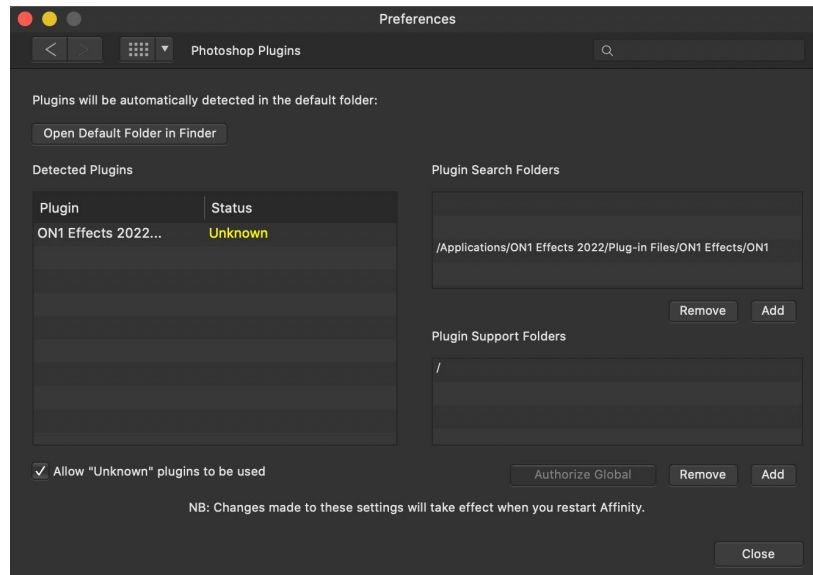 Preferences
Photoshop Plugins
Plugins will be automatically detected in the default folder:
Open Default Folder in Finder
Detected Plugins
Plugin Status
ON1 Effects 2022... Unknown
Allow "Unknown" plugins to be used
Plugin Search Folders
/Applications/ON1 Effects 2022/Plug-in Files/ON1 Effects/ON1
Remove Add
Plugin Support Folders
/
Authorize Global Remove Add
NB: Changes made to these settings will take effect when you restart Affinity.
Close